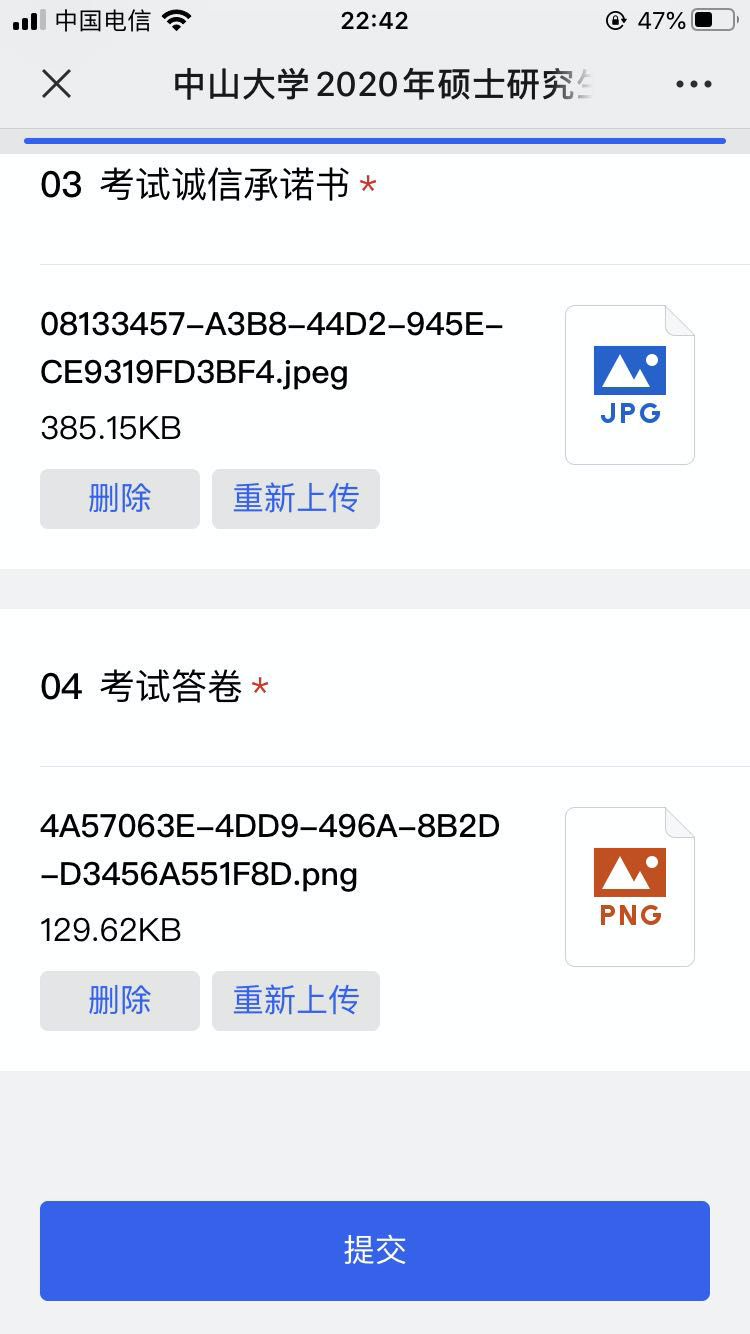 中国电信
22:42
47%
中山大学2020年硕士研究
03 考试诚信承诺书 *
08133457-A3B8-44D2-945E-
CE9319FD3BF4.jpeg
JPG
385.15KB
删除
重新上传
04 考试答卷 *
4A57063E-4DD9-496A-8B2D
-D3456A551F8D.png
PNG
129.62KB
删除
重新上传
提交